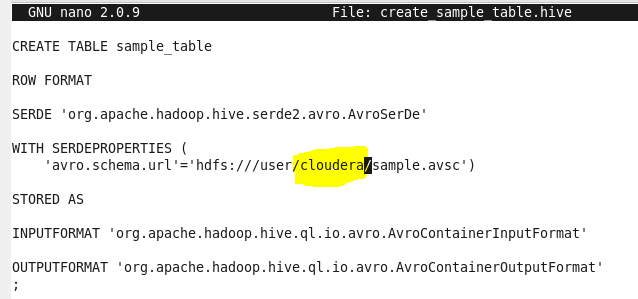 GNU nano 2.0.9 File: create_sample_table.hive
CREATE TABLE sample_table
ROW FORMAT
SERDE 'org.apache.hadoop.hive.serde2.avro.AvroSerDe'
WITH SERDEPROPERTIES (
'avro.schema.url'='hdfs:///user/cloudera/sample.avsc')
STORED AS
INPUTFORMAT 'org.apache.hadoop.hive.ql.io.avro.AvroContainerInputFormat'
OUTPUTFORMAT 'org.apache.hadoop.hive.ql.io.avro.AvroContainerOutputFormat'
;